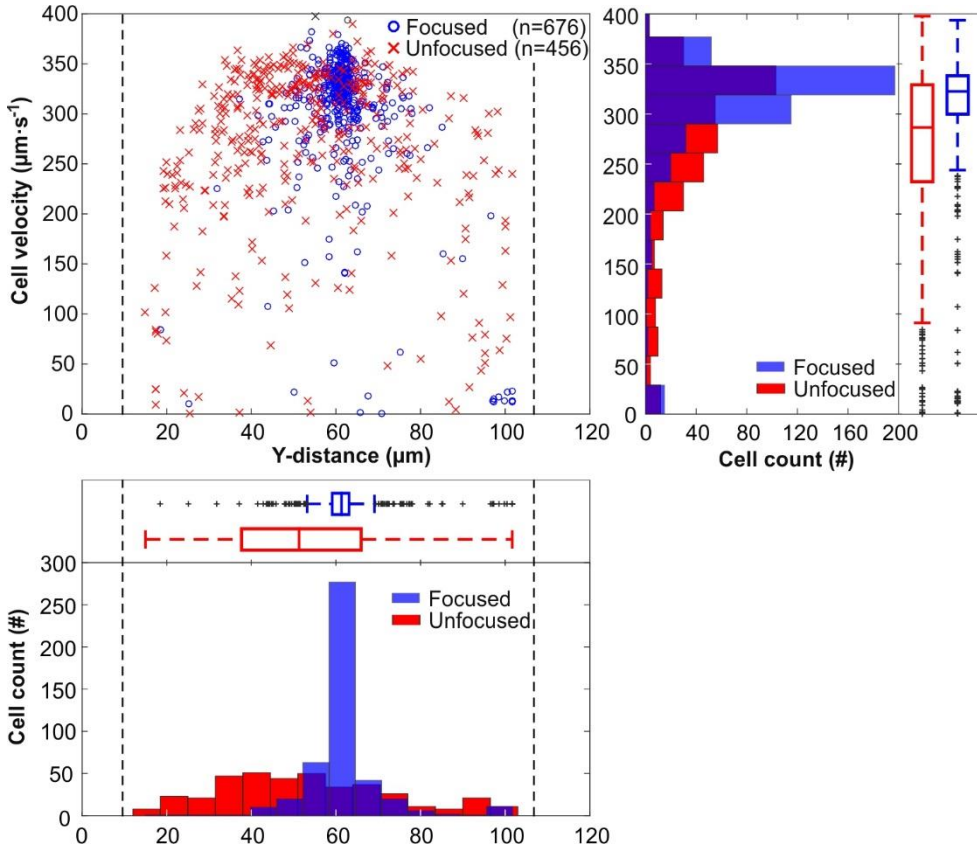 Focused (n=676)
Unfocused (n=456)
400
350
300
250
200
150
100
50
0
Cell velocity (µm·s⁻¹)
0 20 40 60 80 100 120
Y-distance (µm)
400
350
300
250
200
150
100
50
0
Focused
Unfocused
0 40 80 120 160 200
Cell count (#)
300
250
200
150
100
50
0
Cell count (#)
Focused
Unfocused
0 20 40 60 80 100 120